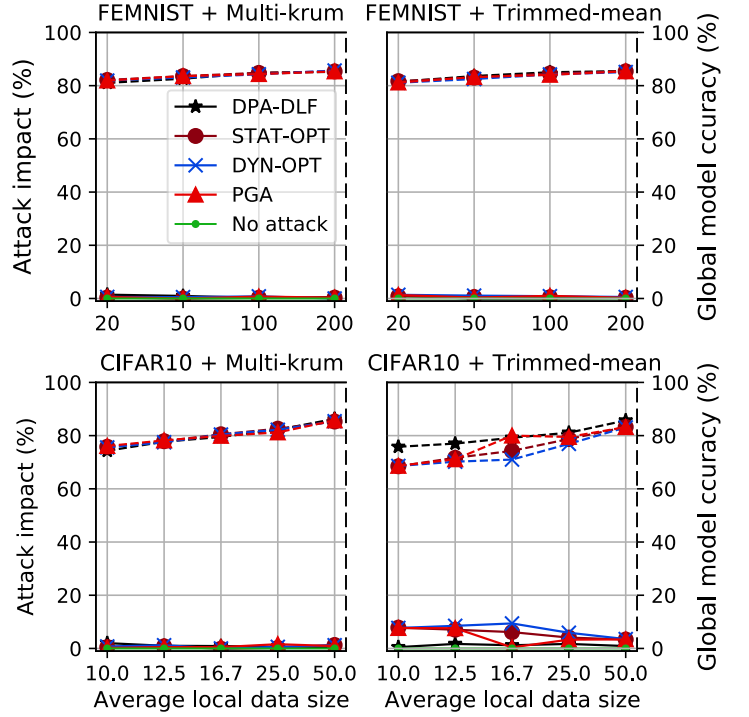 FEMNIST + Multi-krum
FEMNIST + Trimmed-mean
Attack impact (%)
100
80
60
40
20
0
DPA-DLF
STAT-OPT
DYN-OPT
PGA
No attack
20 50 100 200
20 50 100 200
100
80
60
40
20
0
Global model ccuracy (%)
CIFAR10 + Multi-krum
CIFAR10 + Trimmed-mean
Attack impact (%)
100
80
60
40
20
0
10.0 12.5 16.7 25.0 50.0
Average local data size
10.0 12.5 16.7 25.0 50.0
Average local data size
100
80
60
40
20
0
Global model ccuracy (%)